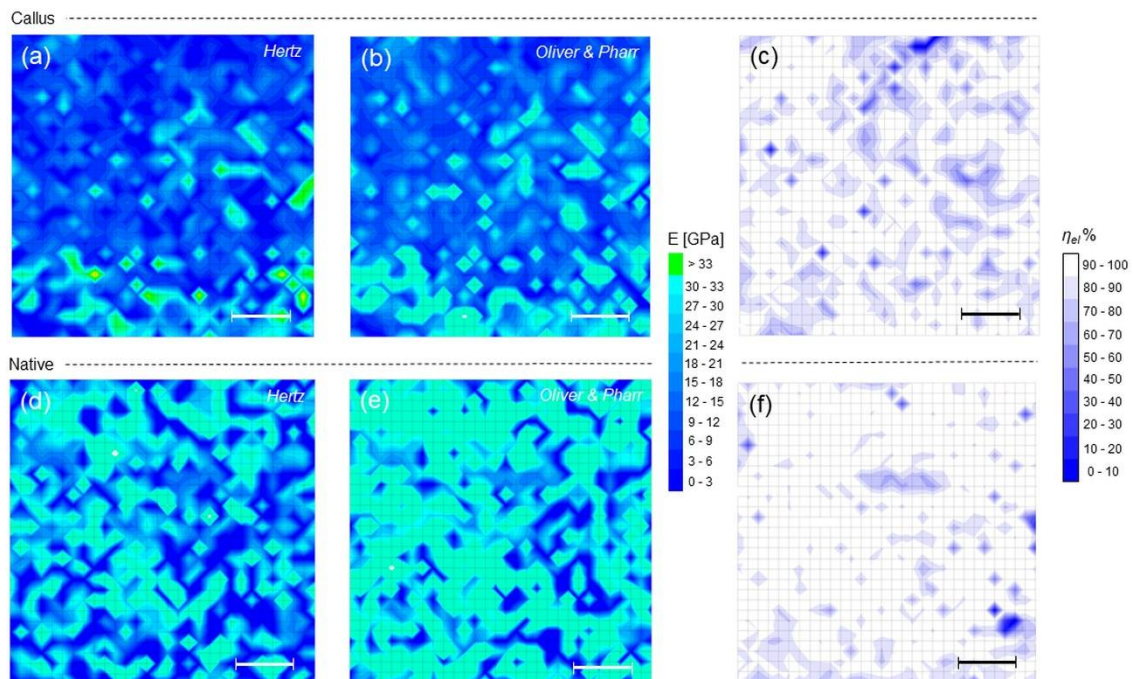 Callus
(a)
Hertz
(b)
Oliver & Pharr
(c)
E [GPa]
> 33
30 - 33
27 - 30
24 - 27
21 - 24
18 - 21
15 - 18
12 - 15
9 - 12
6 - 9
3 - 6
0 - 3
ηel%
90 - 100
80 - 90
70 - 80
60 - 70
50 - 60
40 - 50
30 - 40
20 - 30
10 - 20
0 - 10
Native
(d)
Hertz
(e)
Oliver & Pharr
(f)